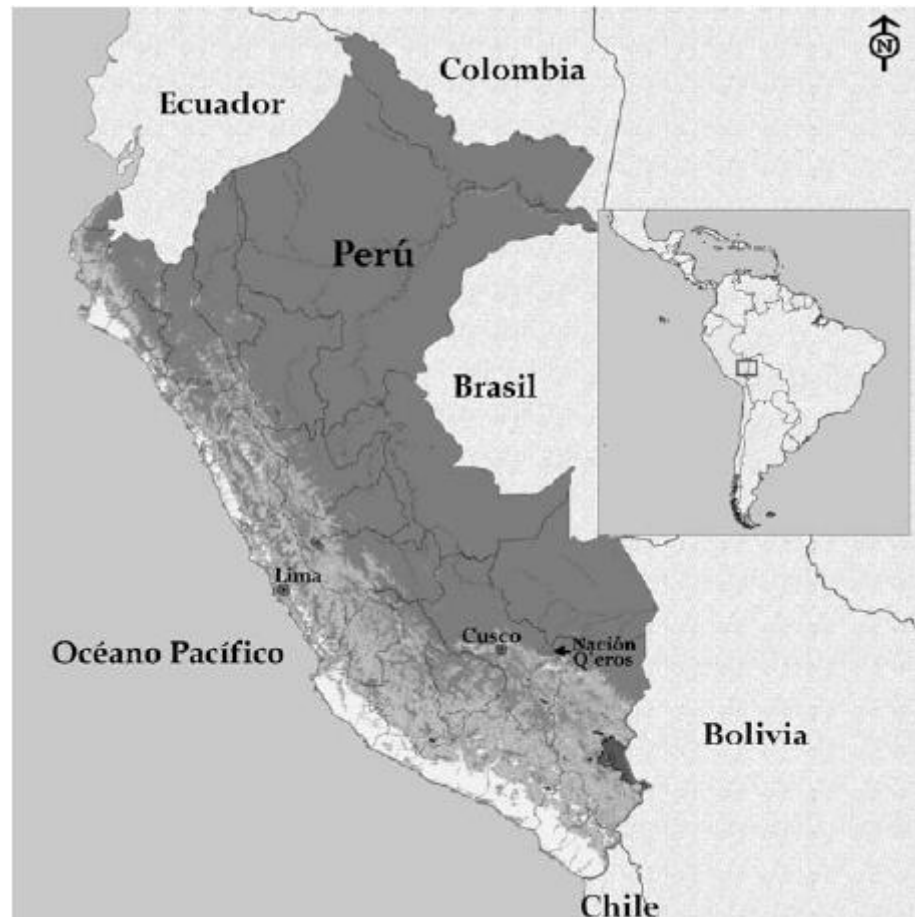 N
Colombia
Ecuador
Perú
Brasil
Lima
Cusco
Nación
Q'eros
Océano Pacífico
Bolivia
Chile